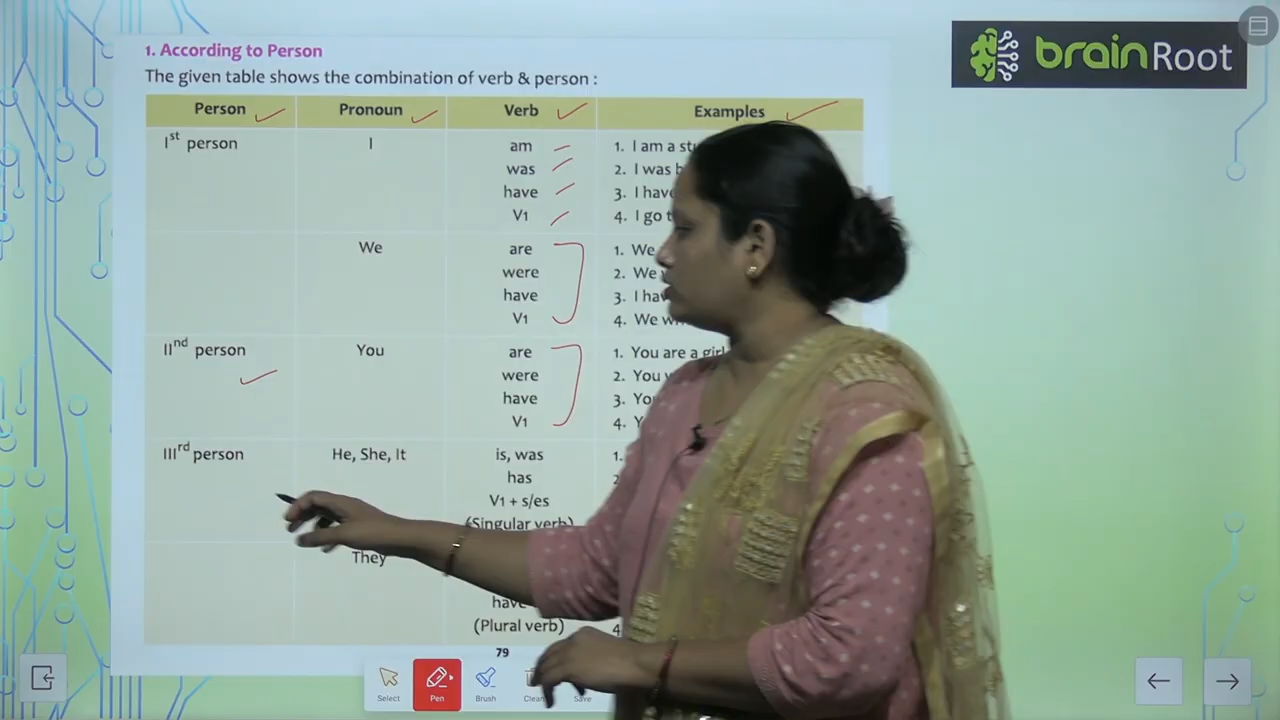 brainRoot
1. According to Person
The given table shows the combination of verb & person :
Person Pronoun Verb Examples
Ist person I am 1. I am a
was 2. I was
have 3. I have
V1 4. I go
We are 1. We
were 2. We
have 3. I
V1 4. We
IInd person You are 1. You are a girl
were 2. You
have 3.
V1 4.
IIIrd person He, She, It is, was 1.
has
V1 + s/es
(Singular verb)
They
have
(Plural verb) 4
79
Select Pen Brush Clean Save